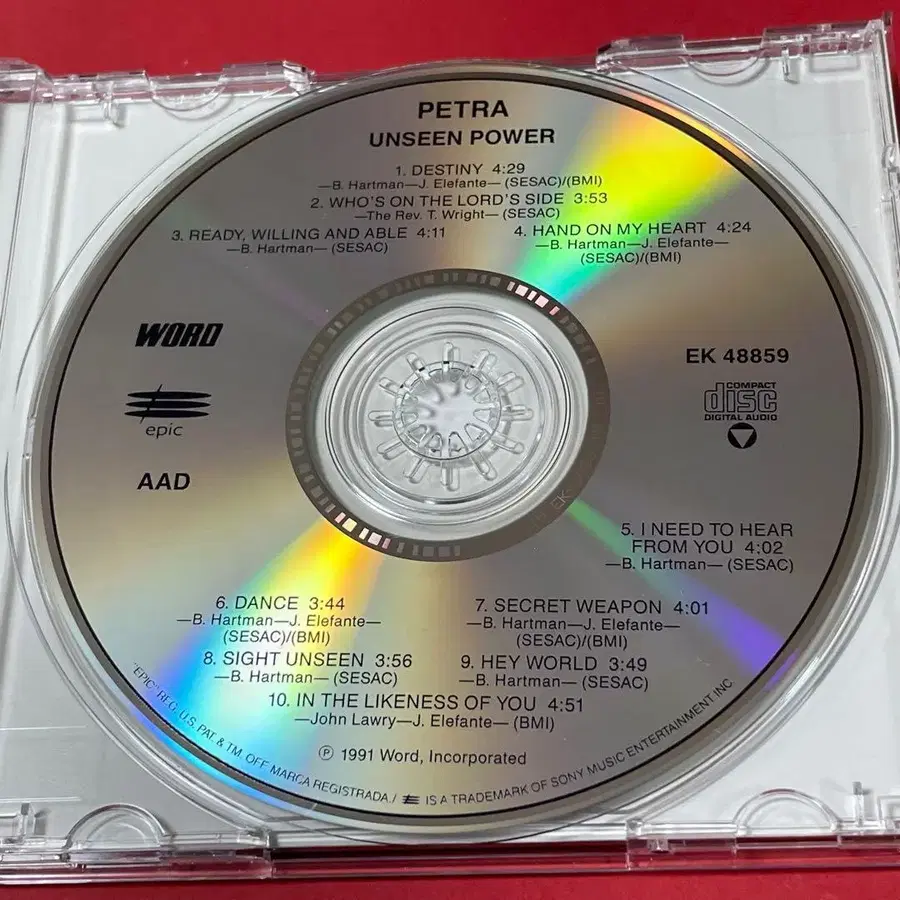 PETRA
UNSEEN POWER
1. DESTINY 4:29
—B. Hartman—J. Elefante— (SESAC)/(BMI)
2. WHO'S ON THE LORD'S SIDE 3:53
—The Rev. T. Wright— (SESAC)
3. READY, WILLING AND ABLE 4:11
—B. Hartman— (SESAC)
4. HAND ON MY HEART 4:24
—B. Hartman—J. Elefante—
(SESAC)/(BMI)
WORD
epic
AAD
EK 48859
COMPACT
disc
DIGITAL AUDIO
5. I NEED TO HEAR
FROM YOU 4:02
—B. Hartman— (SESAC)
6. DANCE 3:44
—B. Hartman—J. Elefante—
(SESAC)/(BMI)
7. SECRET WEAPON 4:01
—B. Hartman—J. Elefante—
(SESAC)/(BMI)
8. SIGHT UNSEEN 3:56
—B. Hartman— (SESAC)
9. HEY WORLD 3:49
—B. Hartman— (SESAC)
10. IN THE LIKENESS OF YOU 4:51
—John Lawry—J. Elefante— (BMI)
℗ 1991 Word, Incorporated
"EPIC" REG. U.S. PAT. & TM. OFF. MARCA REGISTRADA./ IS A TRADEMARK OF SONY MUSIC ENTERTAINMENT, INC.